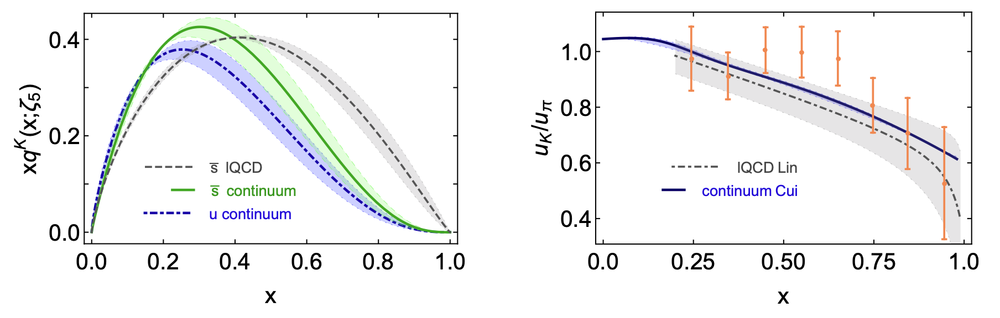 xq^K(x;ζ₅)
0.4
0.2
0.0
s̅ lQCD
s̅ continuum
u continuum
0.0 0.2 0.4 0.6 0.8 1.0
x
u_K/u_π
1.0
0.8
0.6
0.4
lQCD Lin
continuum Cui
0.0 0.25 0.50 0.75 1.0
x